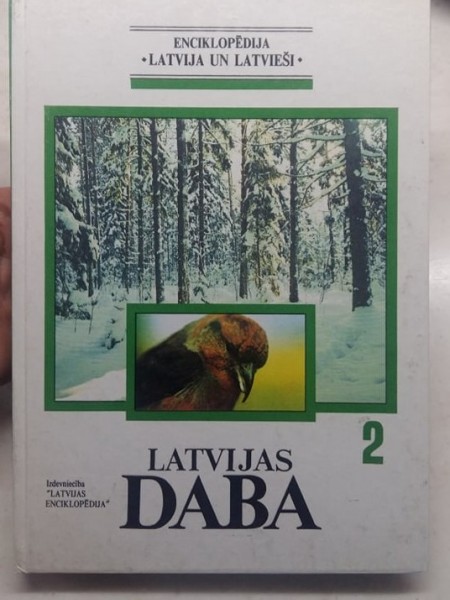 ENCIKLOPĒDIJA
• LATVIJA UN LATVIEŠI •
2
LATVIJAS
DABA
Izdevniecība
"LATVIJAS
ENCIKLOPĒDIJA"